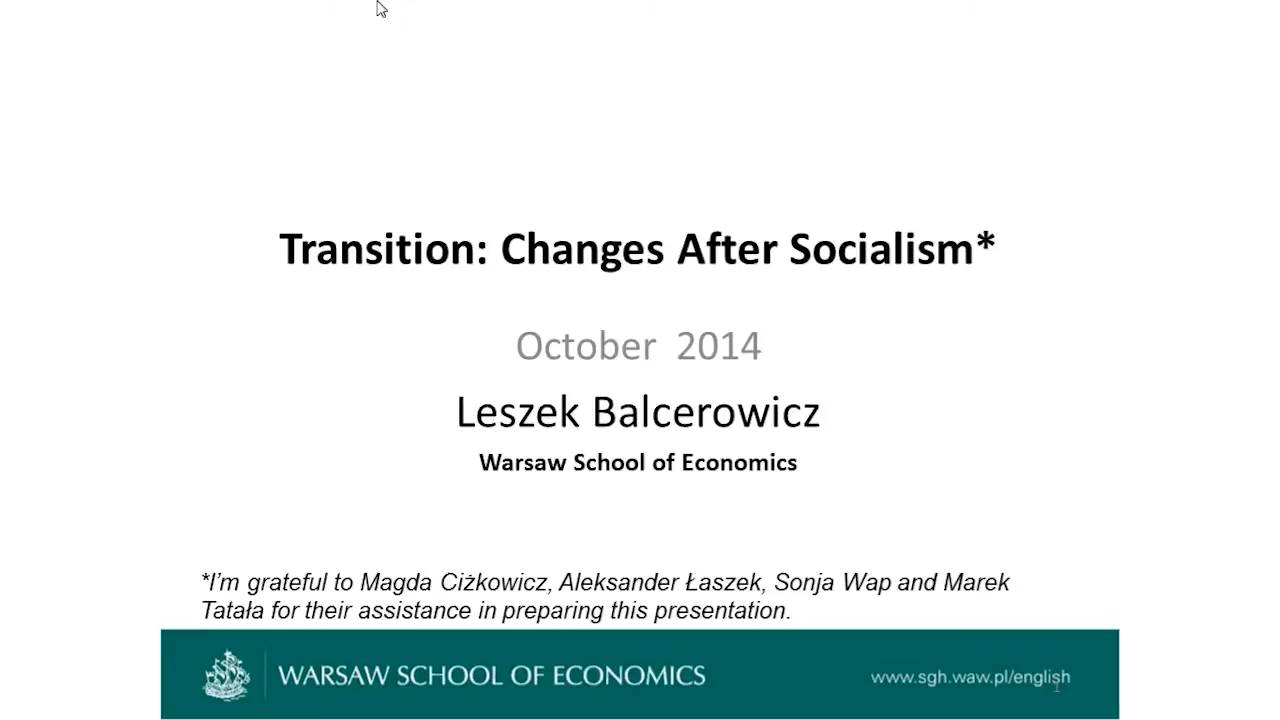 Transition: Changes After Socialism*
October 2014
Leszek Balcerowicz
Warsaw School of Economics
*I'm grateful to Magda Ciżkowicz, Aleksander Łaszek, Sonja Wap and Marek
Tatała for their assistance in preparing this presentation.
WARSAW SCHOOL OF ECONOMICS
www.sgh.waw.pl/english
1